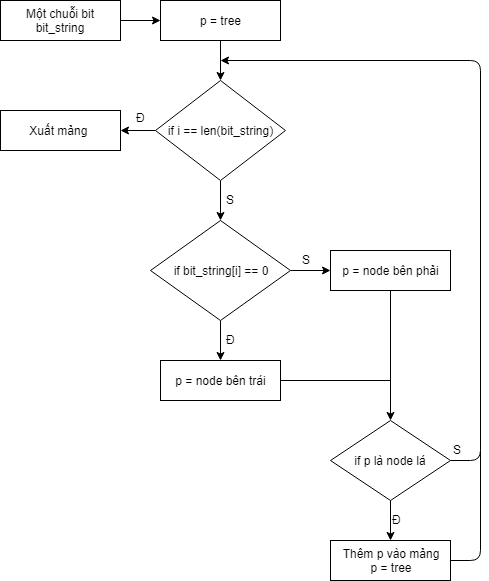 Một chuỗi bit
bit_string
p = tree
if i == len(bit_string)
Đ
Xuất mảng
S
if bit_string[i] == 0
S
p = node bên phải
Đ
p = node bên trái
if p là node lá
S
Đ
Thêm p vào mảng
p = tree